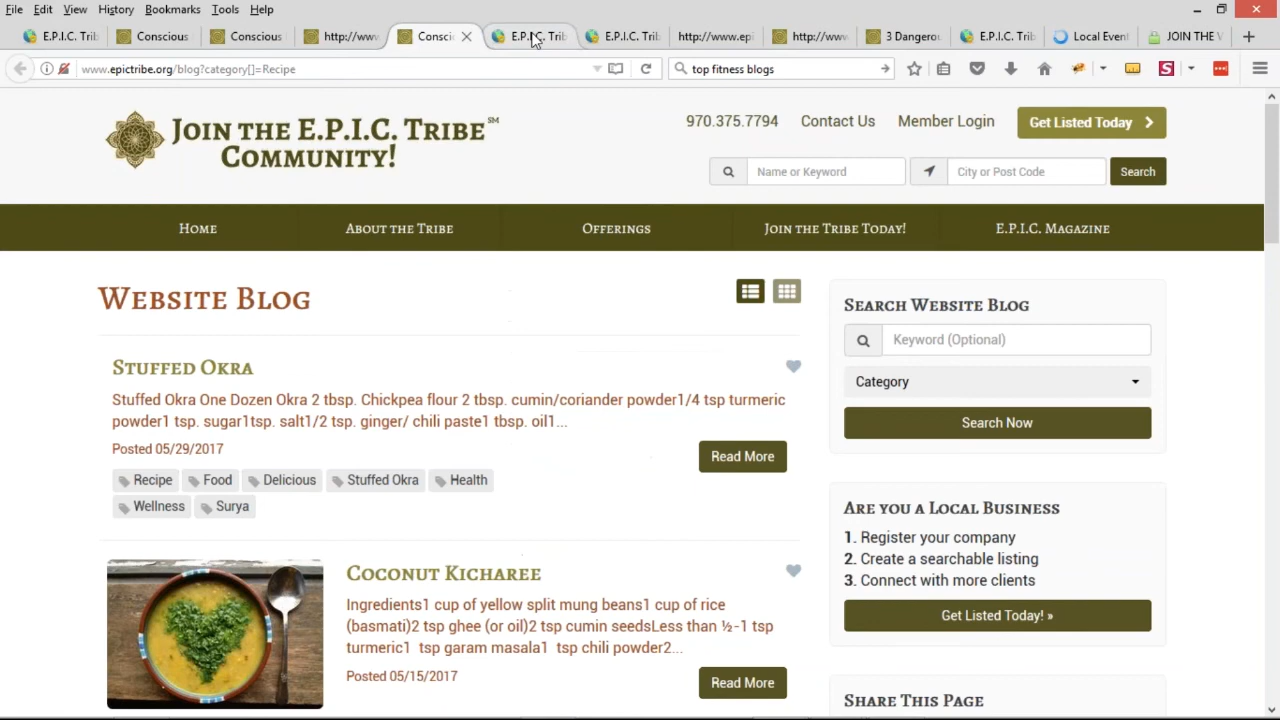 File Edit View History Bookmarks Tools Help
E.P.I.C. Trib Conscious Conscious http://www. Consci E.P.I.C. Trib E.P.I.C. Trib http://www.epi http://www. 3 Dangerou E.P.I.C. Trib Local Event JOIN THE
www.epictribe.org/blog?category[]=Recipe top fitness blogs
JOIN THE E.P.I.C. TRIBE℠
COMMUNITY!
970.375.7794 Contact Us Member Login Get Listed Today
Name or Keyword City or Post Code Search
HOME ABOUT THE TRIBE OFFERINGS JOIN THE TRIBE TODAY! E.P.I.C. MAGAZINE
WEBSITE BLOG
STUFFED OKRA
Stuffed Okra One Dozen Okra 2 tbsp. Chickpea flour 2 tbsp. cumin/coriander powder1/4 tsp turmeric
powder1 tsp. sugar1tsp. salt1/2 tsp. ginger/ chili paste1 tbsp. oil1...
Posted 05/29/2017
Read More
Recipe Food Delicious Stuffed Okra Health
Wellness Surya
COCONUT KICHAREE
Ingredients1 cup of yellow split mung beans1 cup of rice
(basmati)2 tsp ghee (or oil)2 tsp cumin seedsLess than ½-1 tsp
turmeric1 tsp garam masala1 tsp chili powder2...
Posted 05/15/2017
Read More
SEARCH WEBSITE BLOG
Keyword (Optional)
Category
Search Now
ARE YOU A LOCAL BUSINESS
1. Register your company
2. Create a searchable listing
3. Connect with more clients
Get Listed Today! »
SHARE THIS PAGE